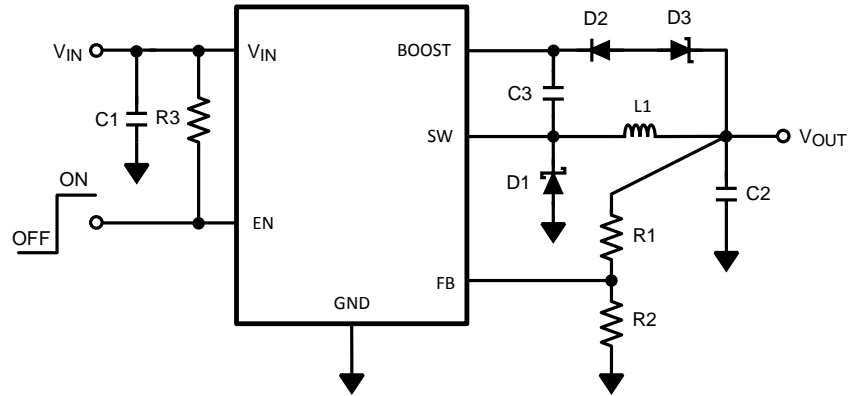 D2
D3
VIN
VIN
BOOST
C1
R3
C3
L1
SW
VOUT
ON
D1
C2
OFF
EN
R1
FB
GND
R2